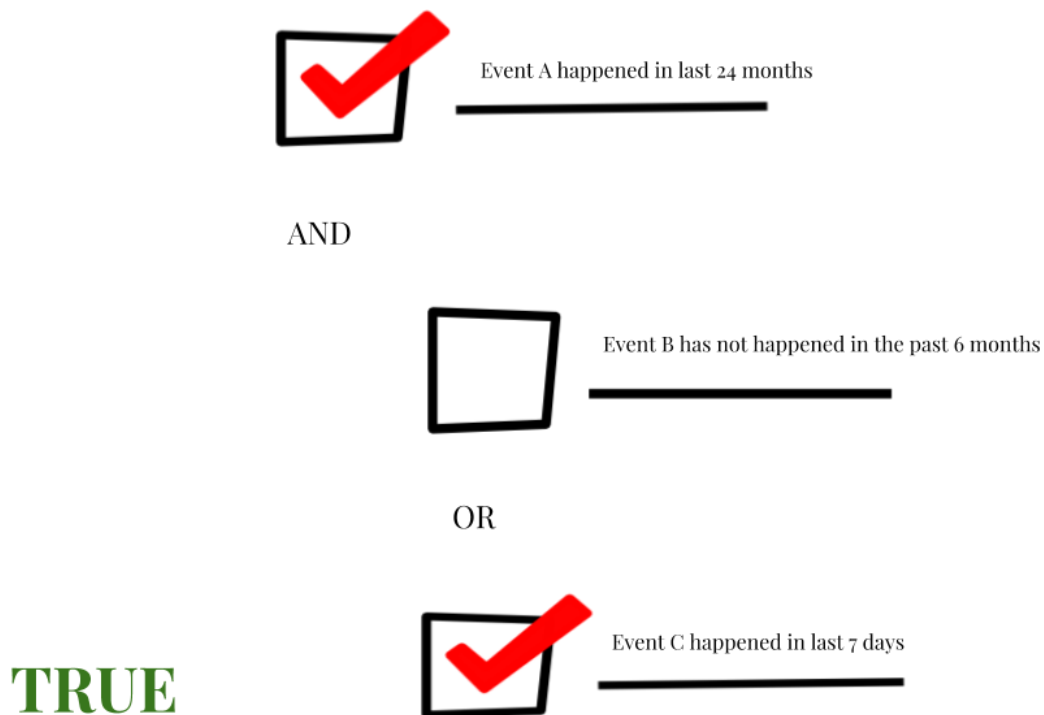 Event A happened in last 24 months
AND
Event B has not happened in the past 6 months
OR
Event C happened in last 7 days
TRUE